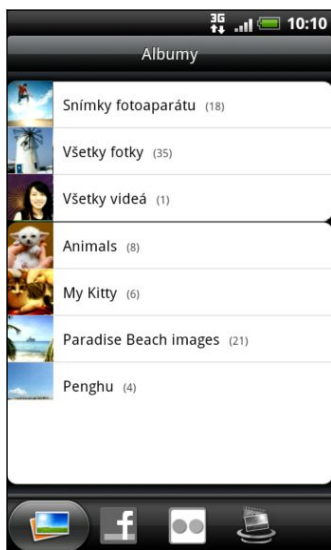 3G 10:10
Albumy
Snímky fotoaparátu (18)
Všetky fotky (35)
Všetky videá (1)
Animals (8)
My Kitty (6)
Paradise Beach images (21)
Penghu (4)
f